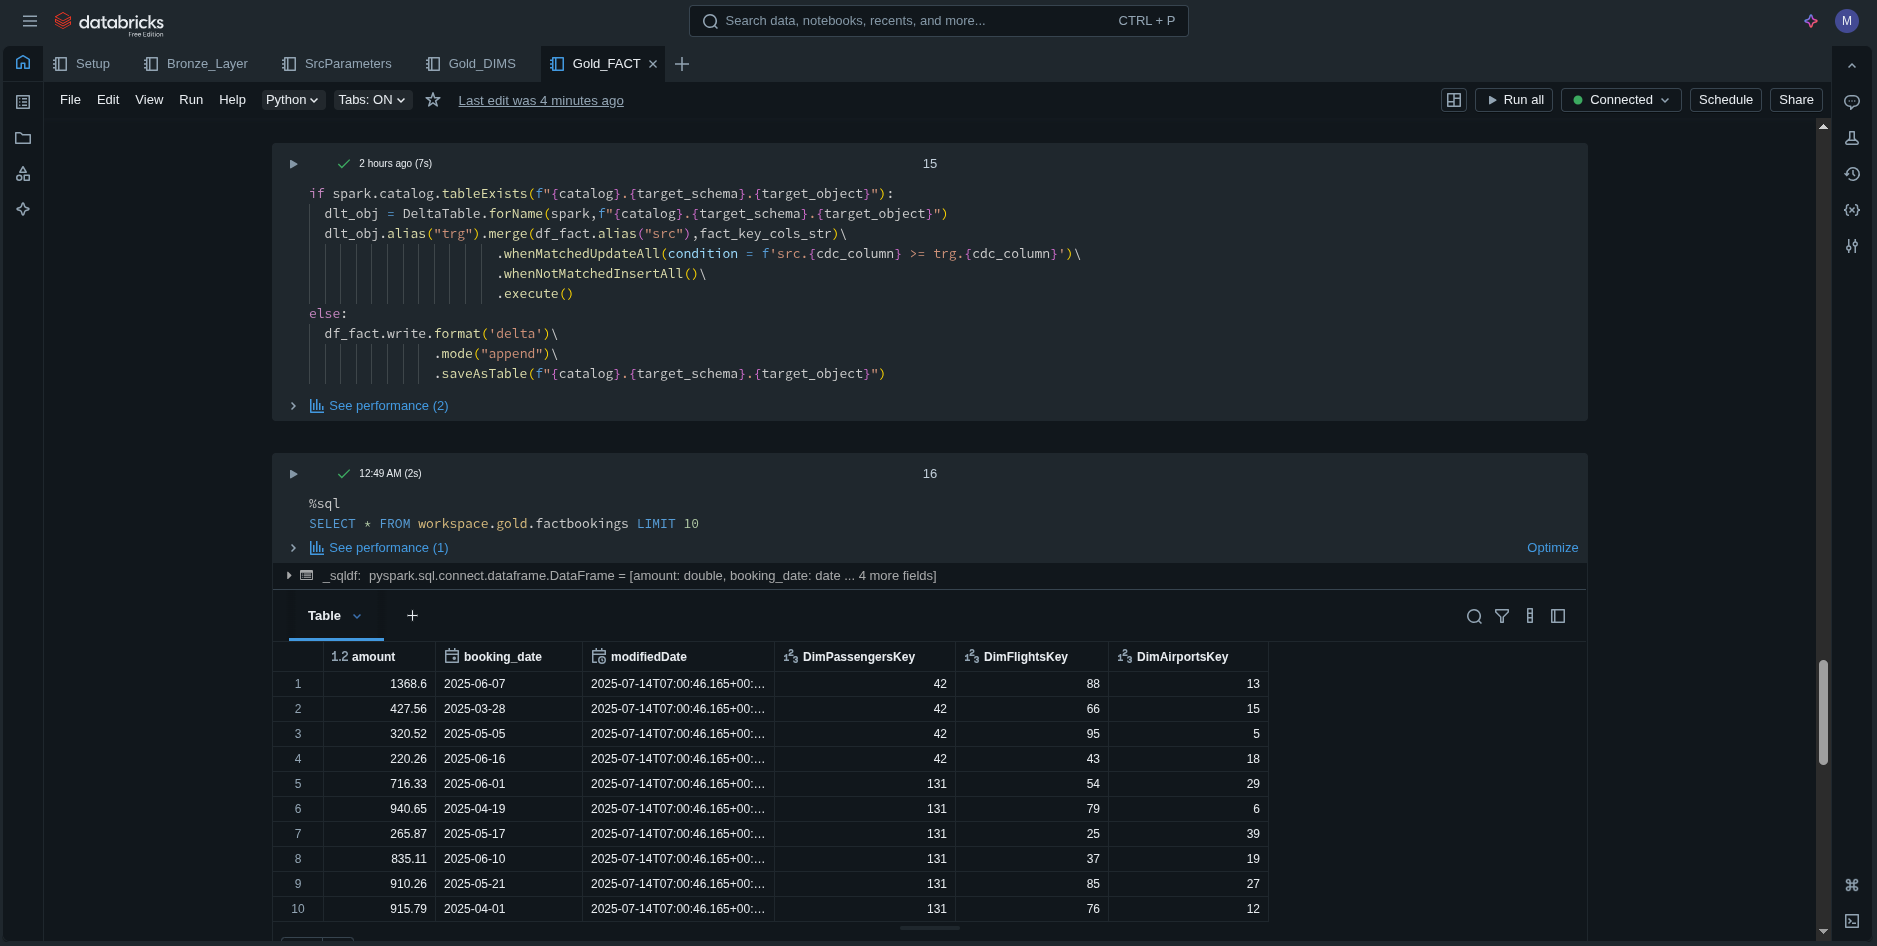 databricks
Free Edition
Search data, notebooks, recents, and more... CTRL + P
M
Setup Bronze_Layer SrcParameters Gold_DIMS Gold_FACT
File Edit View Run Help Python Tabs: ON Last edit was 4 minutes ago Run all Connected Schedule Share
2 hours ago (7s) 15
if spark.catalog.tableExists(f"{catalog}.{target_schema}.{target_object}"):
dlt_obj = DeltaTable.forName(spark,f"{catalog}.{target_schema}.{target_object}")
dlt_obj.alias("trg").merge(df_fact.alias("src"),fact_key_cols_str)\
.whenMatchedUpdateAll(condition = f'src.{cdc_column} >= trg.{cdc_column}')\
.whenNotMatchedInsertAll()\
.execute()
else:
df_fact.write.format('delta')\
.mode("append")\
.saveAsTable(f"{catalog}.{target_schema}.{target_object}")
See performance (2)
12:49 AM (2s) 16
%sql
SELECT * FROM workspace.gold.factbookings LIMIT 10
See performance (1) Optimize
_sqldf: pyspark.sql.connect.dataframe.DataFrame = [amount: double, booking_date: date ... 4 more fields]
Table +
1.2 amount booking_date modifiedDate 123 DimPassengersKey 123 DimFlightsKey 123 DimAirportsKey
1 1368.6 2025-06-07 2025-07-14T07:00:46.165+00:... 42 88 13
2 427.56 2025-03-28 2025-07-14T07:00:46.165+00:... 42 66 15
3 320.52 2025-05-05 2025-07-14T07:00:46.165+00:... 42 95 5
4 220.26 2025-06-16 2025-07-14T07:00:46.165+00:... 42 43 18
5 716.33 2025-06-01 2025-07-14T07:00:46.165+00:... 131 54 29
6 940.65 2025-04-19 2025-07-14T07:00:46.165+00:... 131 79 6
7 265.87 2025-05-17 2025-07-14T07:00:46.165+00:... 131 25 39
8 835.11 2025-06-10 2025-07-14T07:00:46.165+00:... 131 37 19
9 910.26 2025-05-21 2025-07-14T07:00:46.165+00:... 131 85 27
10 915.79 2025-04-01 2025-07-14T07:00:46.165+00:... 131 76 12